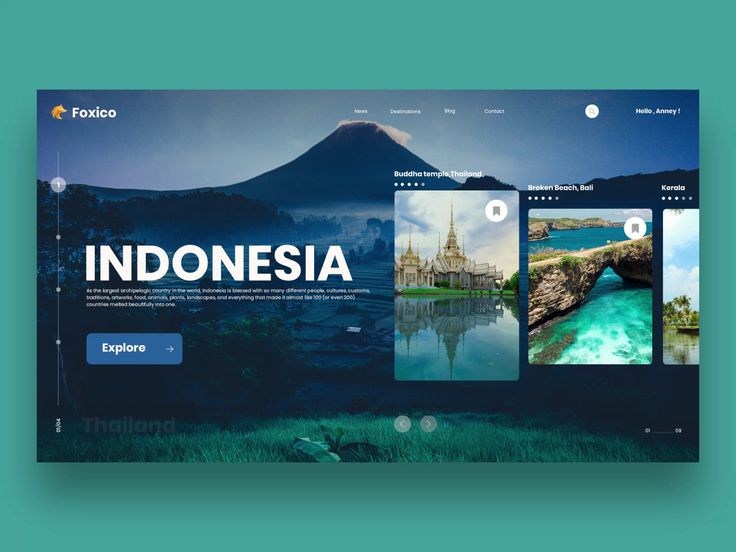 Foxico
News
Destinations
Blog
Contact
Hello , Anney !
1
Buddha temple,Thailand
Broken Beach, Bali
Kerala
INDONESIA
As the largest archipelagic country in the world, Indonesia is blessed with so many different people, cultures, customs,
traditions, artworks, food, animals, plants, landscapes, and everything that made it almost like 100 (or even 200)
countries melted beautifully into one.
Explore
01/04
Thailand
01
09